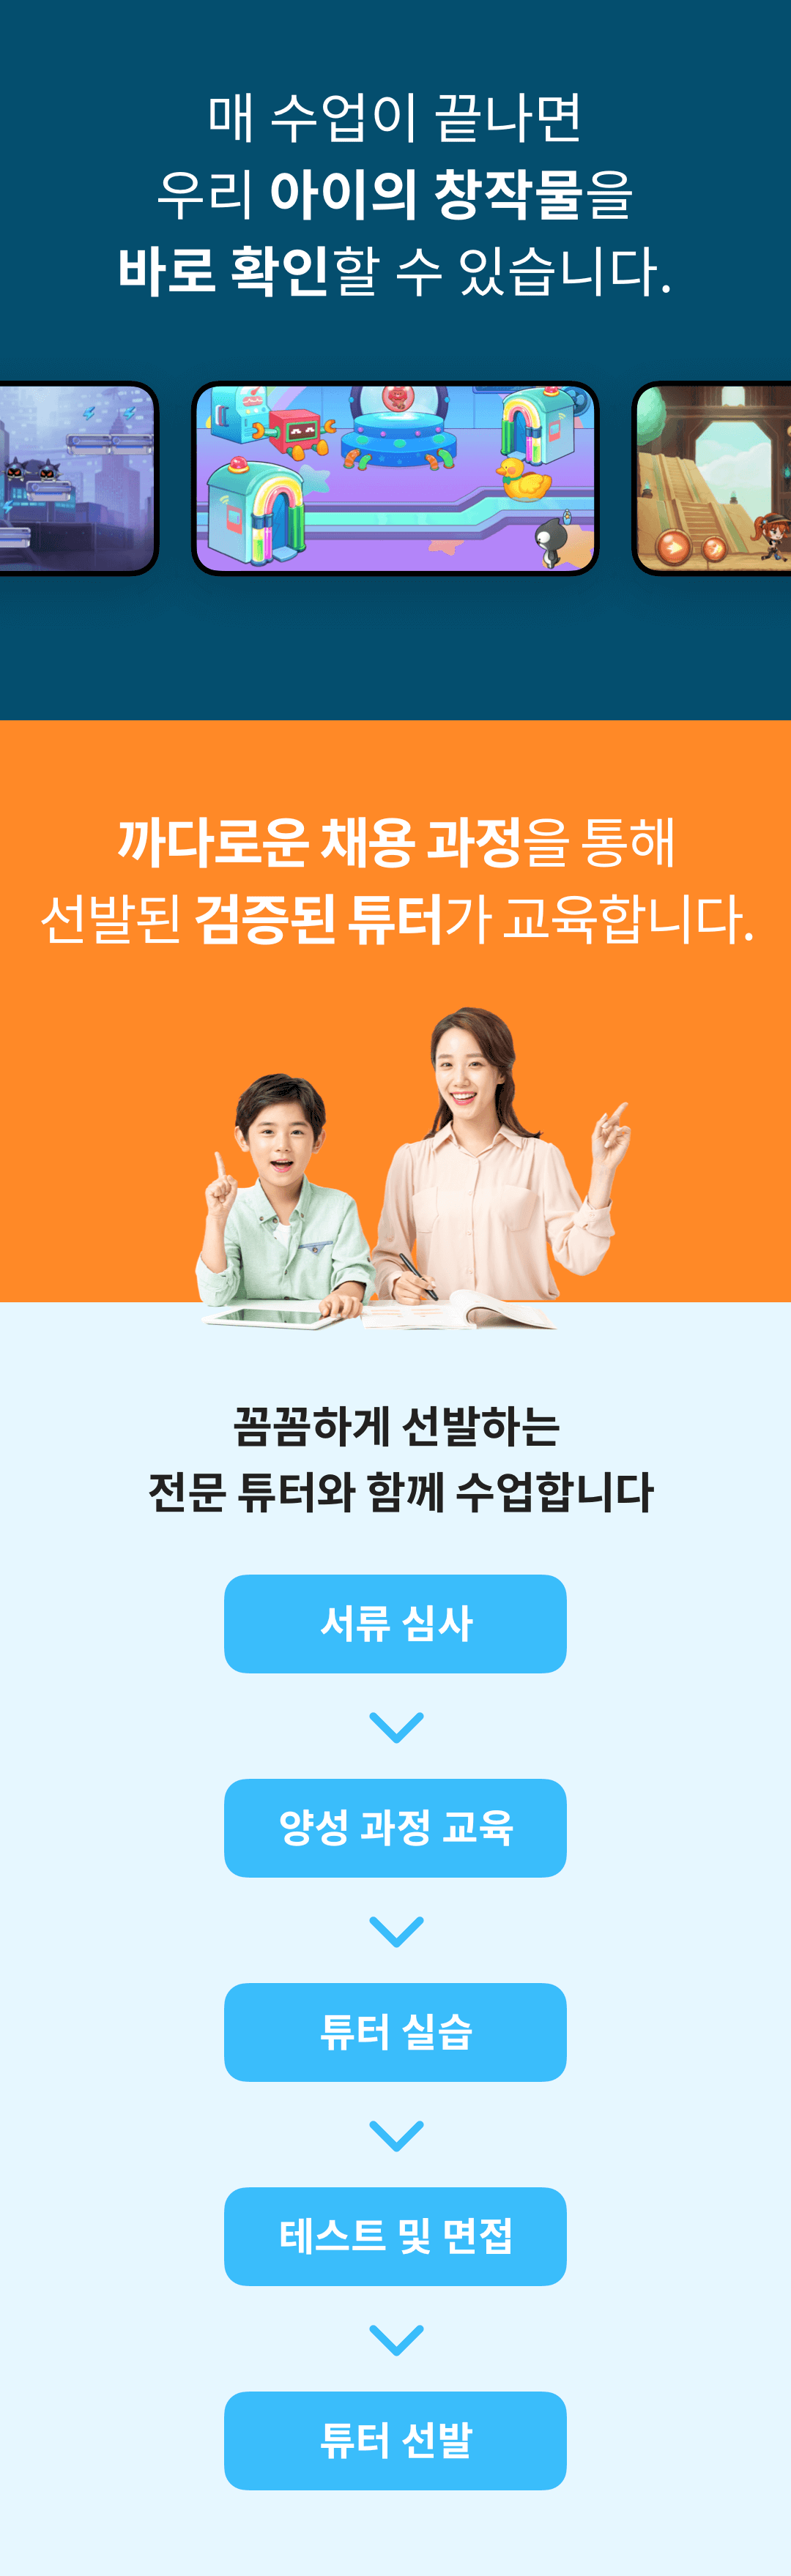 매 수업이 끝나면
우리 아이의 창작물을
바로 확인할 수 있습니다.
까다로운 채용 과정을 통해
선발된 검증된 튜터가 교육합니다.
꼼꼼하게 선발하는
전문 튜터와 함께 수업합니다
서류 심사
양성 과정 교육
튜터 실습
테스트 및 면접
튜터 선발